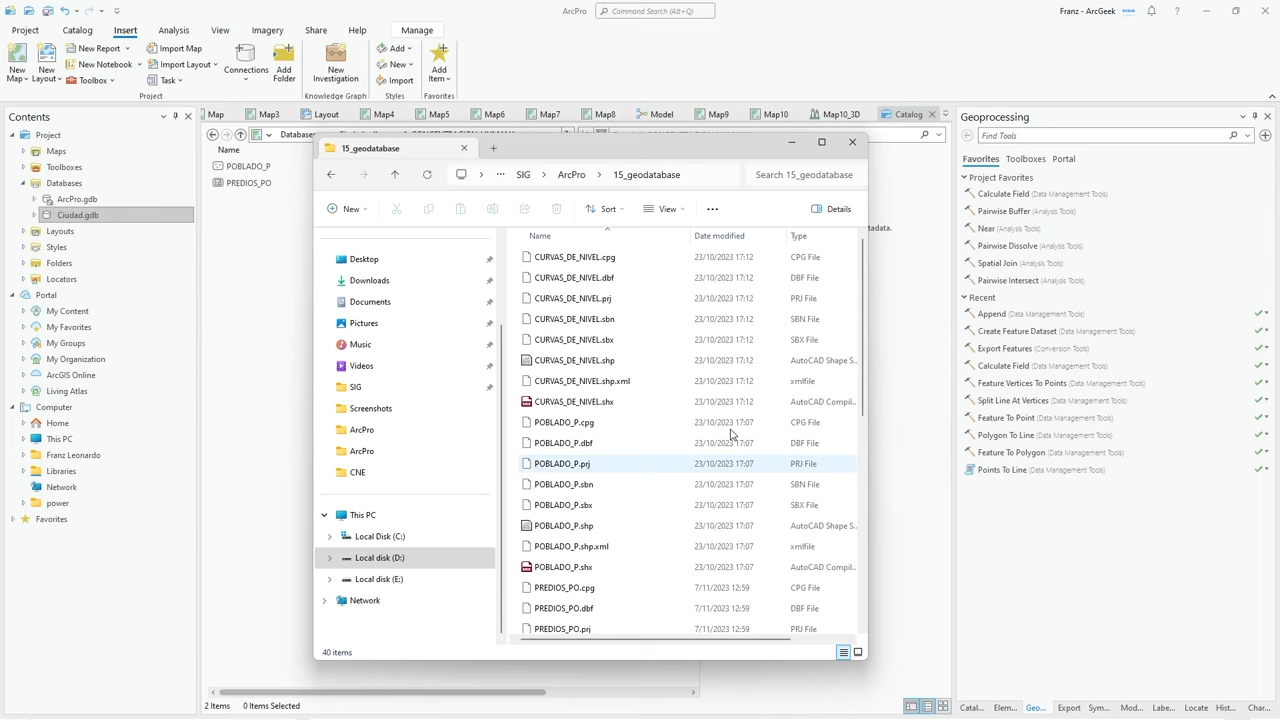 ArcPro
Command Search (Alt+Q)
Franz - ArcGeek
Project
Catalog
Insert
Analysis
View
Imagery
Share
Help
Manage
New Map
New Layout
New Report
New Notebook
Toolbox
Import Map
Import Layout
Task
Connections
Add Folder
New Investigation
Add
New
Import
Add Item
Project
Knowledge Graph
Styles
Favorites
Contents
Project
Maps
Toolboxes
Databases
ArcPro.gdb
Ciudad.gdb
Layouts
Styles
Folders
Locators
Portal
My Content
My Favorites
My Groups
My Organization
ArcGIS Online
Living Atlas
Computer
Home
This PC
Franz Leonardo
Libraries
Network
power
Favorites
Map
Map3
Layout
Map4
Map5
Map6
Map7
Map8
Model
Map9
Map10
Map10_3D
Catalog
Databases
Name
POBLADO_P
PREDIOS_PO
adata.
2 Items
0 Items Selected
15_geodatabase
SIG
ArcPro
15_geodatabase
Search 15_geodatabase
New
Sort
View
Details
Desktop
Downloads
Documents
Pictures
Music
Videos
SIG
Screenshots
ArcPro
ArcPro
CNE
This PC
Local Disk (C:)
Local disk (D:)
Local disk (E:)
Network
Name Date modified Type
CURVAS_DE_NIVEL.cpg 23/10/2023 17:12 CPG File
CURVAS_DE_NIVEL.dbf 23/10/2023 17:12 DBF File
CURVAS_DE_NIVEL.prj 23/10/2023 17:12 PRJ File
CURVAS_DE_NIVEL.sbn 23/10/2023 17:12 SBN File
CURVAS_DE_NIVEL.sbx 23/10/2023 17:12 SBX File
CURVAS_DE_NIVEL.shp 23/10/2023 17:12 AutoCAD Shape S...
CURVAS_DE_NIVEL.shp.xml 23/10/2023 17:12 xmlfile
CURVAS_DE_NIVEL.shx 23/10/2023 17:12 AutoCAD Compil...
POBLADO_P.cpg 23/10/2023 17:07 CPG File
POBLADO_P.dbf 23/10/2023 17:07 DBF File
POBLADO_P.prj 23/10/2023 17:07 PRJ File
POBLADO_P.sbn 23/10/2023 17:07 SBN File
POBLADO_P.sbx 23/10/2023 17:07 SBX File
POBLADO_P.shp 23/10/2023 17:07 AutoCAD Shape S...
POBLADO_P.shp.xml 23/10/2023 17:07 xmlfile
POBLADO_P.shx 23/10/2023 17:07 AutoCAD Compil...
PREDIOS_PO.cpg 7/11/2023 12:59 CPG File
PREDIOS_PO.dbf 7/11/2023 12:59 DBF File
PREDIOS_PO.prj 7/11/2023 12:59 PRJ File
40 items
Geoprocessing
Find Tools
Favorites
Toolboxes
Portal
Project Favorites
Calculate Field (Data Management Tools)
Pairwise Buffer (Analysis Tools)
Near (Analysis Tools)
Pairwise Dissolve (Analysis Tools)
Spatial Join (Analysis Tools)
Pairwise Intersect (Analysis Tools)
Recent
Append (Data Management Tools)
Create Feature Dataset (Data Management Tools)
Export Features (Conversion Tools)
Calculate Field (Data Management Tools)
Feature Vertices To Points (Data Management Tools)
Split Line At Vertices (Data Management Tools)
Feature To Point (Data Management Tools)
Polygon To Line (Data Management Tools)
Feature To Polygon (Data Management Tools)
Points To Line (Data Management Tools)
Catal...
Elem...
Geo...
Export
Sym...
Mod...
Labe...
Locate
Hist...
Char...